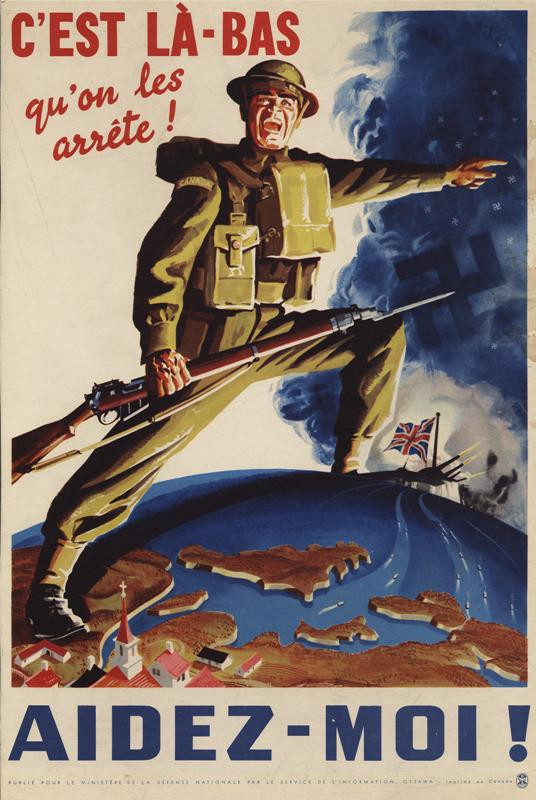 C'EST LÀ-BAS
qu'on les
arrête !
CANADA
AIDEZ-MOI !
PUBLIÉ POUR LE MINISTÈRE DE LA DÉFENSE NATIONALE PAR LE SERVICE DE L'INFORMATION, OTTAWA — Imprimé au Canada